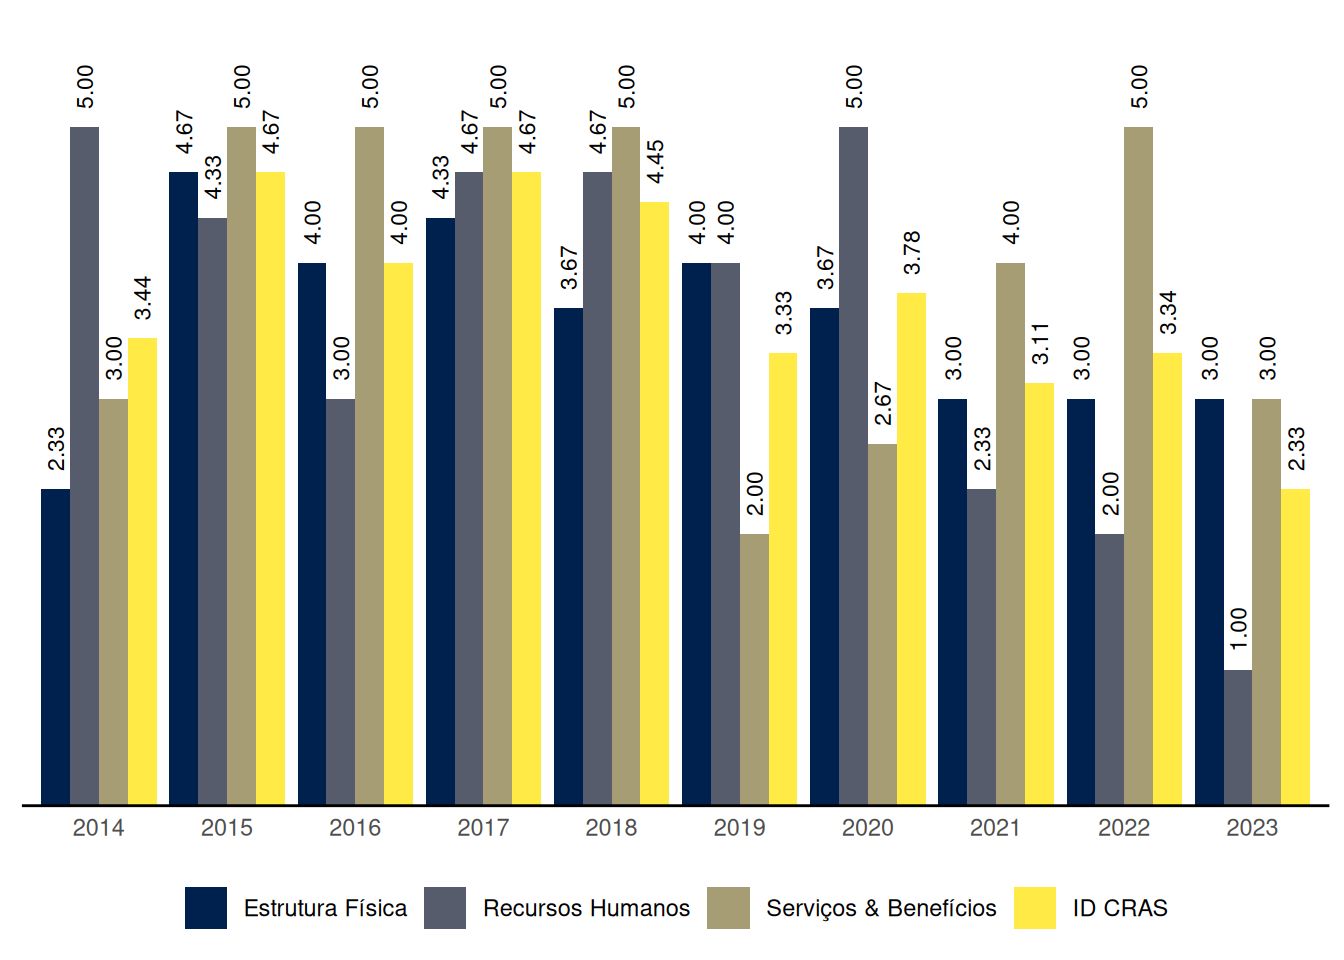 5.00 5.00 5.00 5.00 5.00 5.00 5.00
4.67 4.67 4.67 4.67 4.67
4.33 4.33 4.45
4.00 4.00 4.00 4.00 4.00
3.67 3.67 3.78
3.44 3.33 3.34
3.00 3.00 3.00 3.11 3.00 3.00 3.00
2.33 2.67 2.33 2.33
2.00 2.00
1.00
2014 2015 2016 2017 2018 2019 2020 2021 2022 2023
Estrutura Física Recursos Humanos Serviços & Benefícios ID CRAS